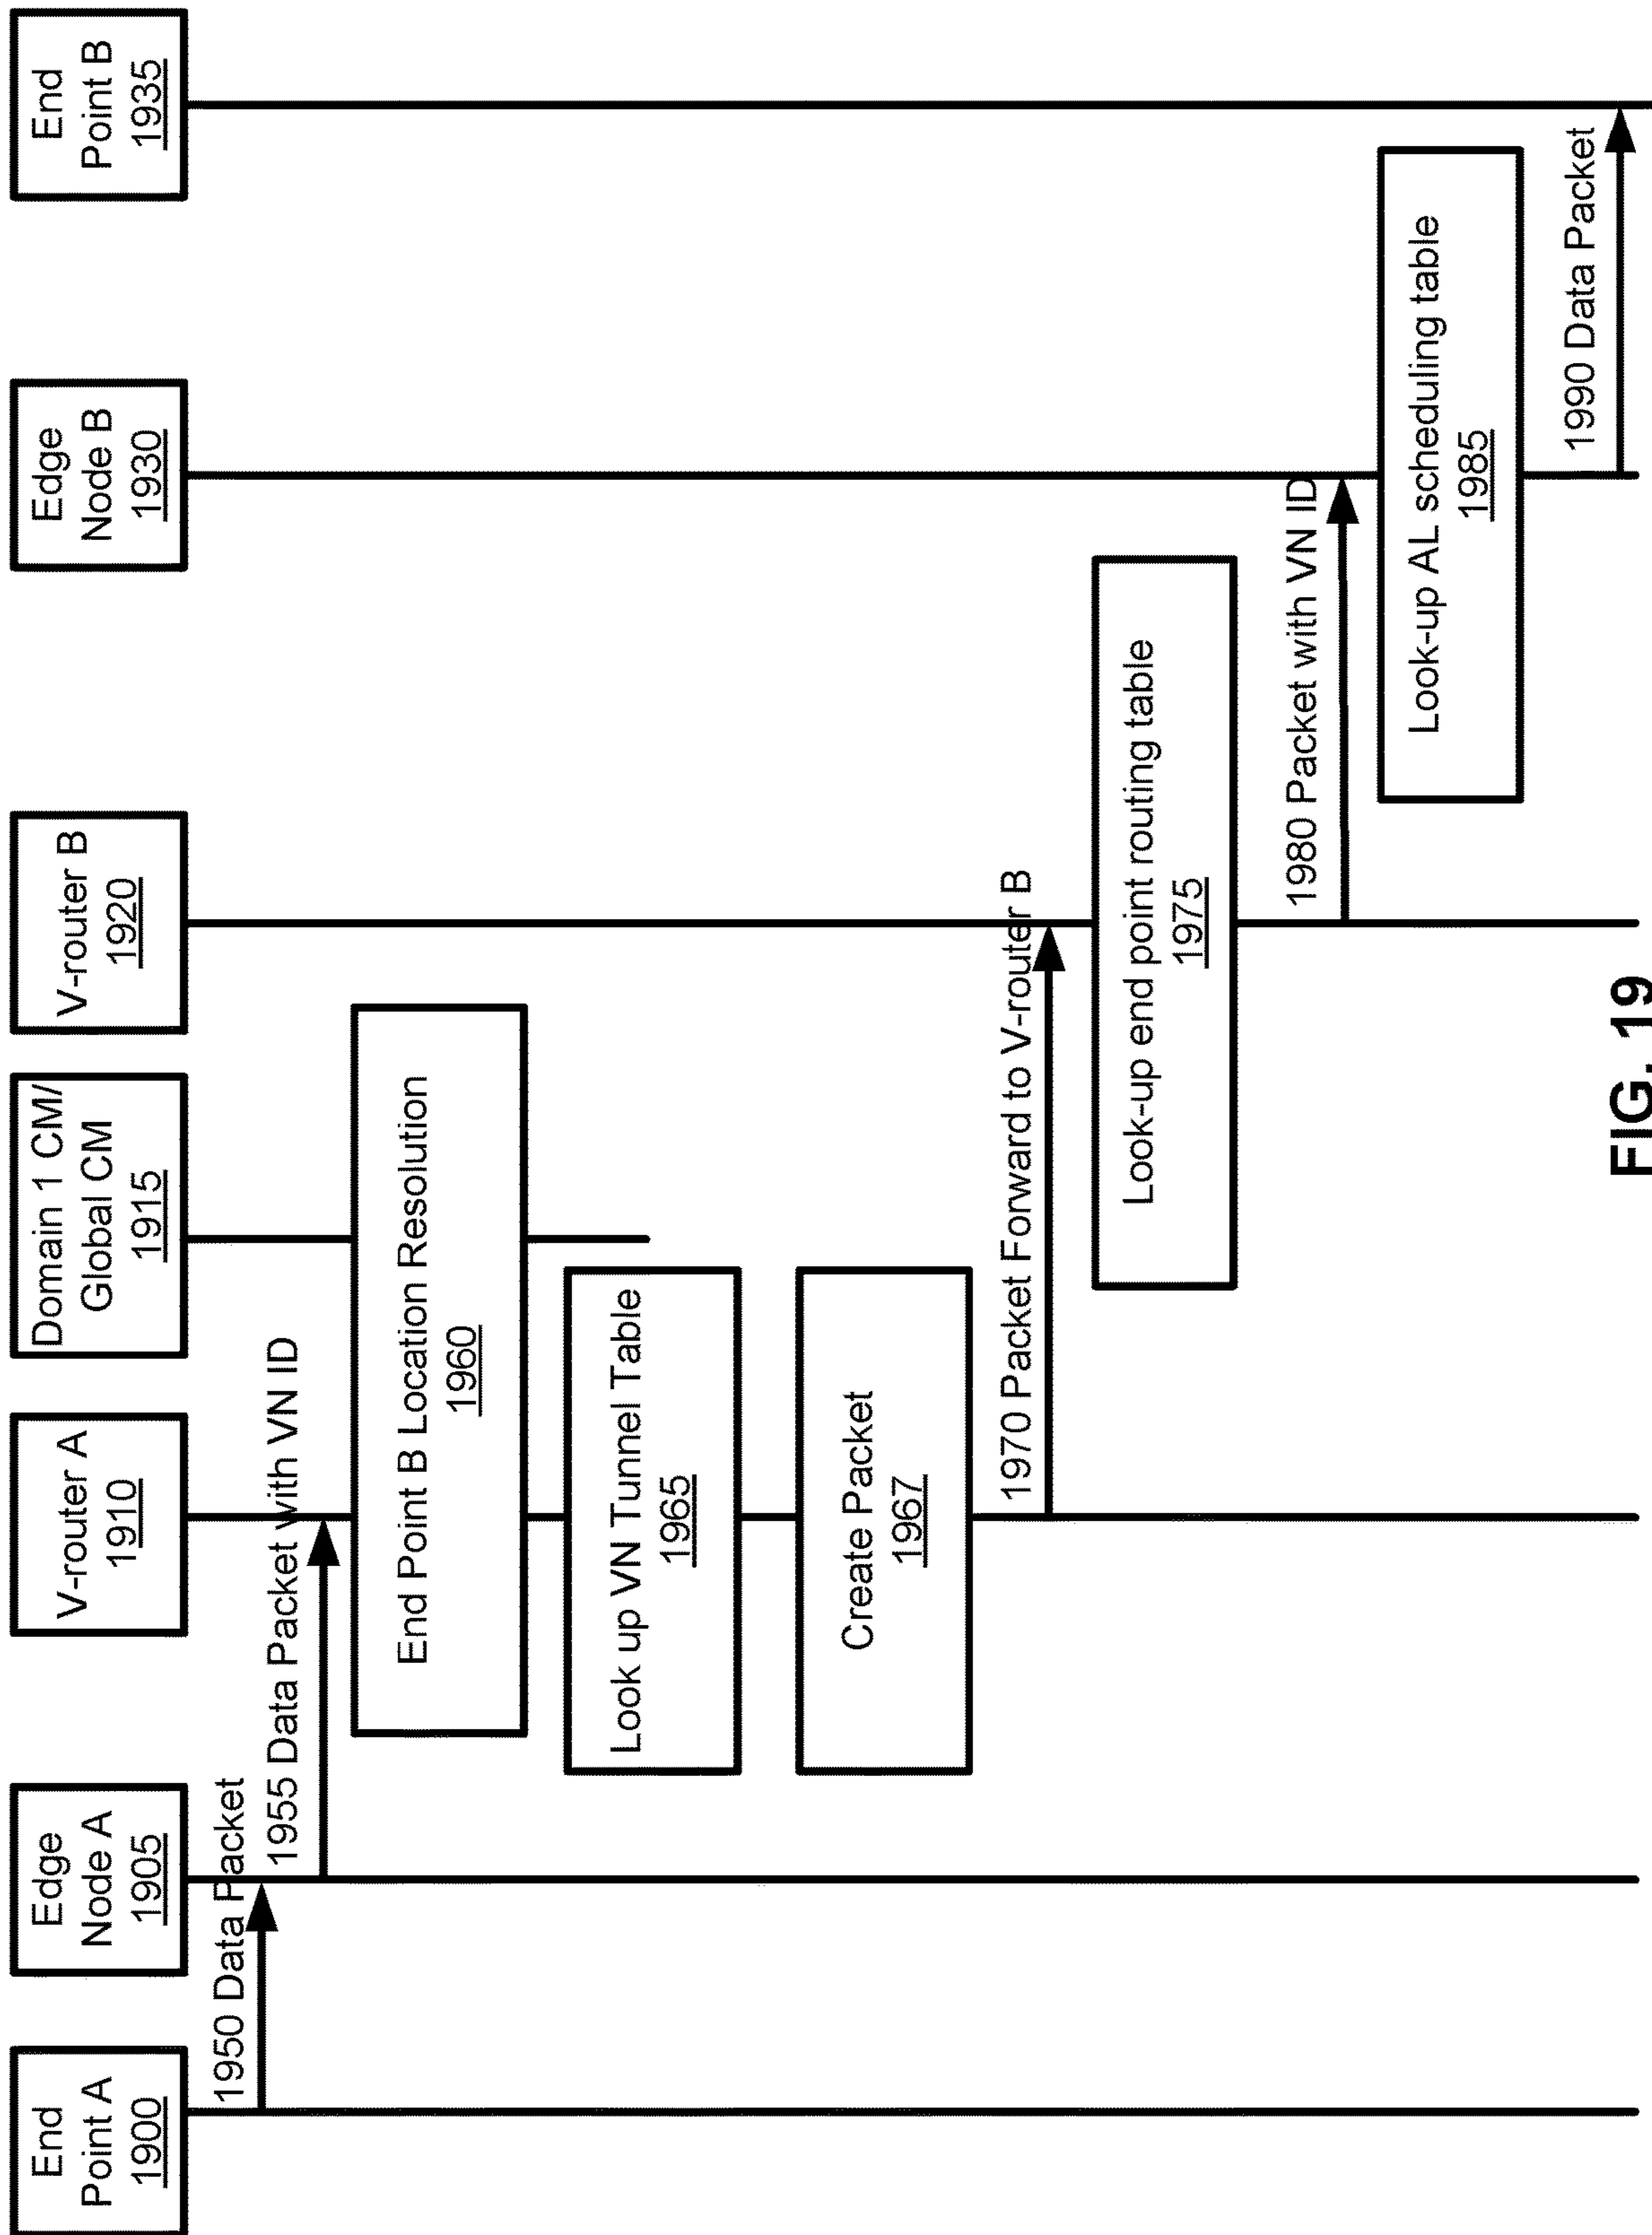 End
Point A
1900
Edge
Node A
1905
V-router A
1910
Domain 1 CM/
Global CM
1915
V-router B
1920
Edge
Node B
1930
End
Point B
1935
1950 Data Packet
1955 Data Packet with VN ID
End Point B Location Resolution
1960
Look up VN Tunnel Table
1965
Create Packet
1967
1970 Packet Forward to V-router B
Look-up end point routing table
1975
1980 Packet with VN ID
Look-up AL scheduling table
1985
1990 Data Packet
FIG. 19